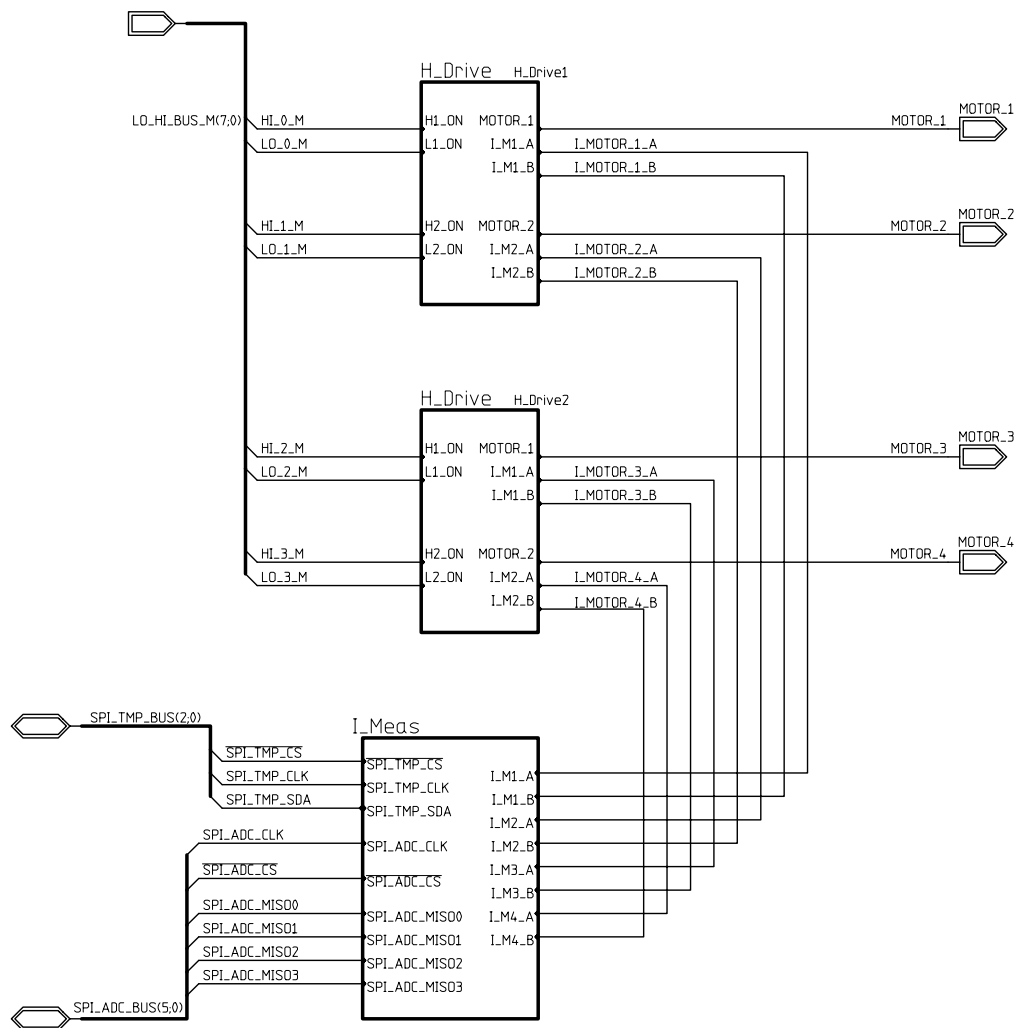 H_Drive H_Drive1
MOTOR_1
LO_HI_BUS_M(7;0) HI_0_M H1_ON MOTOR_1 MOTOR_1
LO_0_M L1_ON I_M1_A I_MOTOR_1_A
I_M1_B I_MOTOR_1_B
MOTOR_2
HI_1_M H2_ON MOTOR_2 MOTOR_2
LO_1_M L2_ON I_M2_A I_MOTOR_2_A
I_M2_B I_MOTOR_2_B
H_Drive H_Drive2
MOTOR_3
HI_2_M H1_ON MOTOR_1 MOTOR_3
LO_2_M L1_ON I_M1_A I_MOTOR_3_A
I_M1_B I_MOTOR_3_B
MOTOR_4
HI_3_M H2_ON MOTOR_2 MOTOR_4
LO_3_M L2_ON I_M2_A I_MOTOR_4_A
I_M2_B I_MOTOR_4_B
SPI_TMP_BUS(2;0)
I_Meas
SPI_TMP_CS SPI_TMP_CS
SPI_TMP_CLK SPI_TMP_CLK I_M1_A
SPI_TMP_SDA SPI_TMP_SDA I_M1_B
I_M2_A
SPI_ADC_CLK SPI_ADC_CLK I_M2_B
SPI_ADC_CS SPI_ADC_CS I_M3_A
I_M3_B
SPI_ADC_MISO0 SPI_ADC_MISO0 I_M4_A
SPI_ADC_MISO1 SPI_ADC_MISO1 I_M4_B
SPI_ADC_MISO2 SPI_ADC_MISO2
SPI_ADC_MISO3 SPI_ADC_MISO3
SPI_ADC_BUS(5;0)